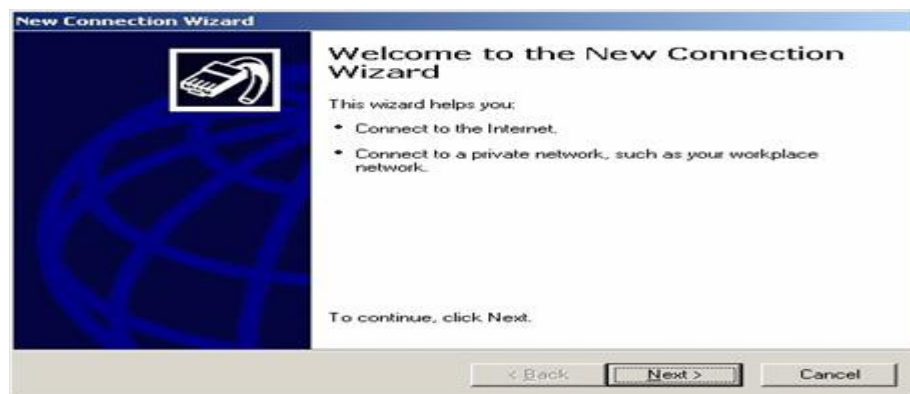 New Connection Wizard
Welcome to the New Connection
Wizard
This wizard helps you:
• Connect to the Internet.
• Connect to a private network, such as your workplace
network.
To continue, click Next.
< Back
Next >
Cancel